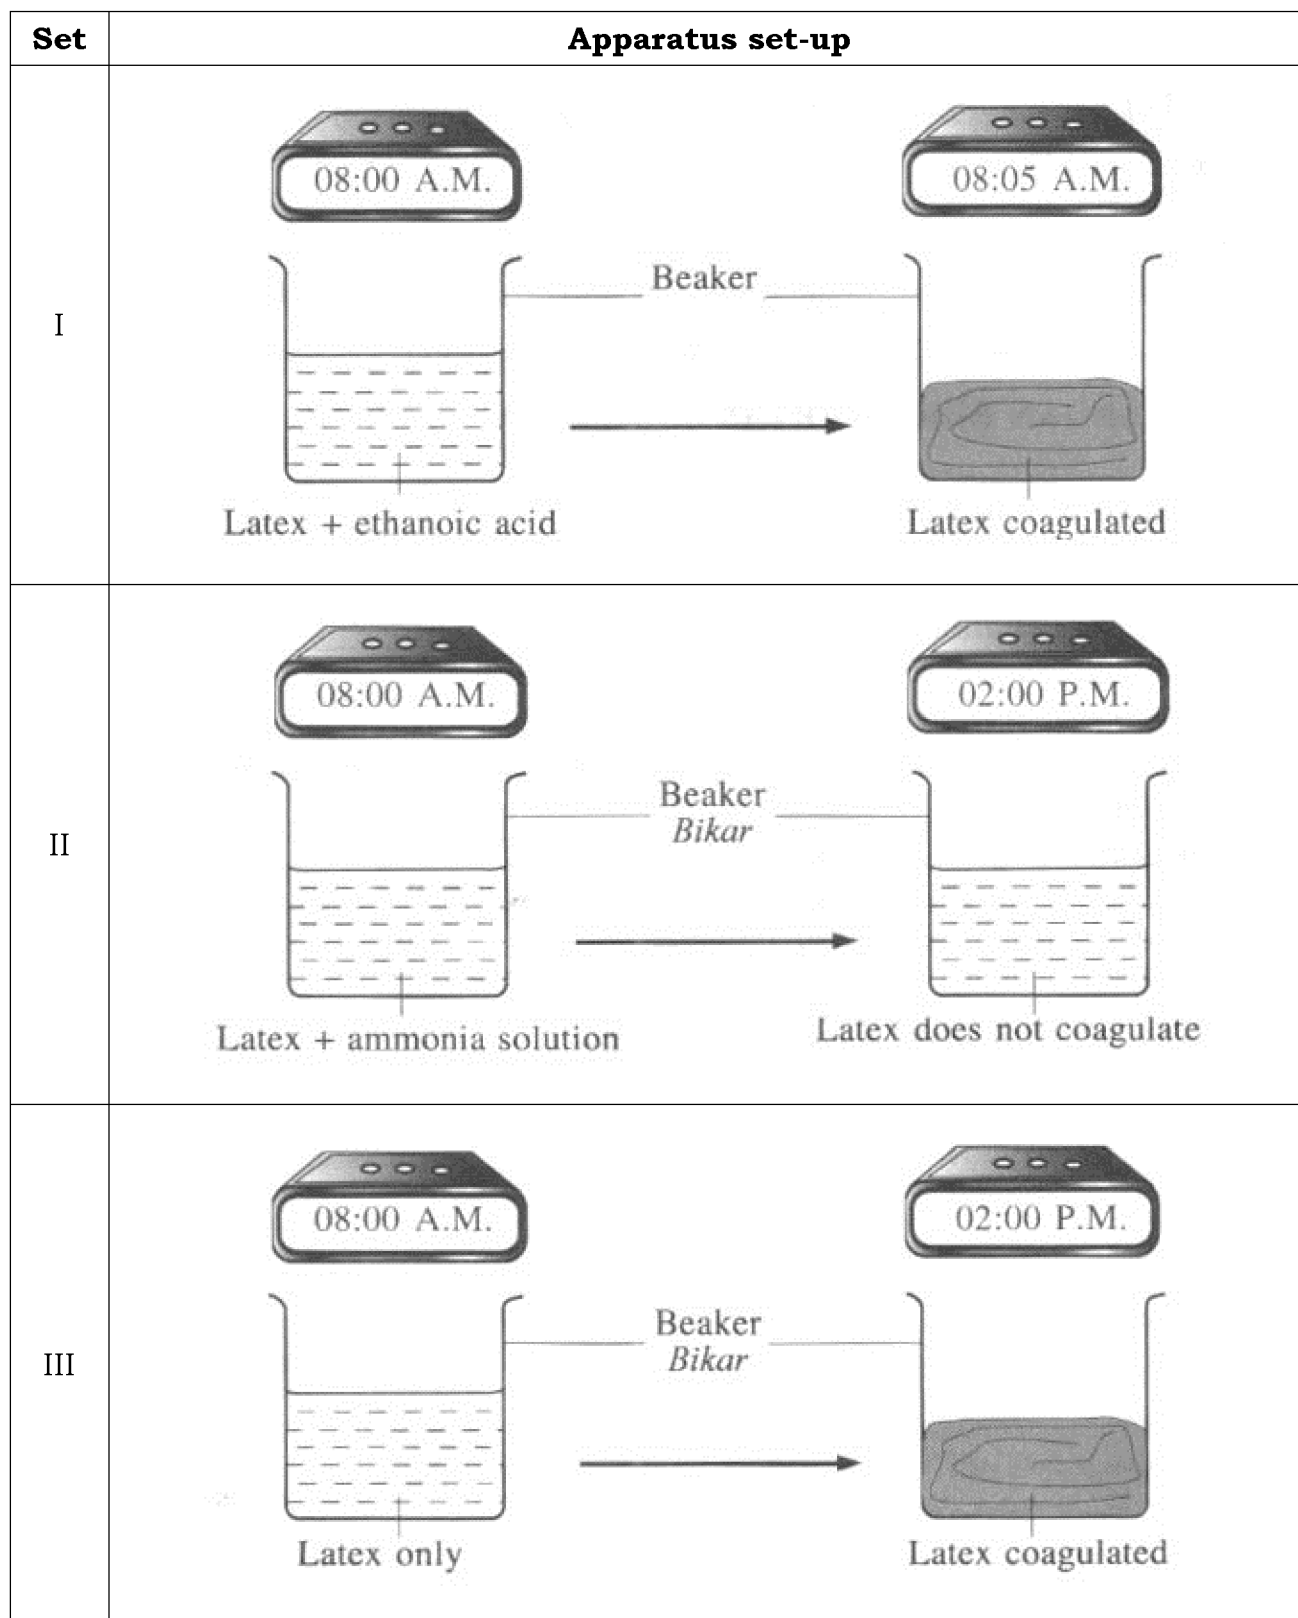 Set Apparatus set-up
I
08:00 A.M. 08:05 A.M.
Beaker
Latex + ethanoic acid Latex coagulated
II
08:00 A.M. 02:00 P.M.
Beaker
Bikar
Latex + ammonia solution Latex does not coagulate
III
08:00 A.M. 02:00 P.M.
Beaker
Bikar
Latex only Latex coagulated